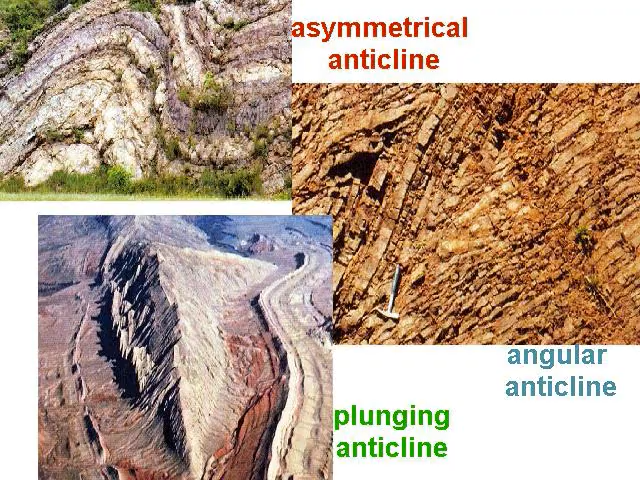 asymmetrical
anticline
angular
anticline
plunging
anticline